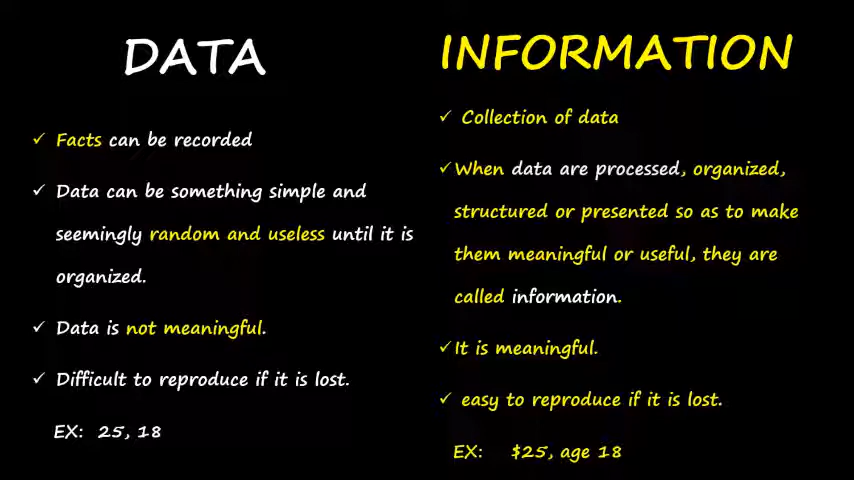 DATA
✓ Facts can be recorded
✓ Data can be something simple and
seemingly random and useless until it is
organized.
✓ Data is not meaningful.
✓ Difficult to reproduce if it is lost.
EX: 25, 18
INFORMATION
✓ Collection of data
✓ When data are processed, organized,
structured or presented so as to make
them meaningful or useful, they are
called information.
✓ It is meaningful.
✓ easy to reproduce if it is lost.
EX: $25, age 18